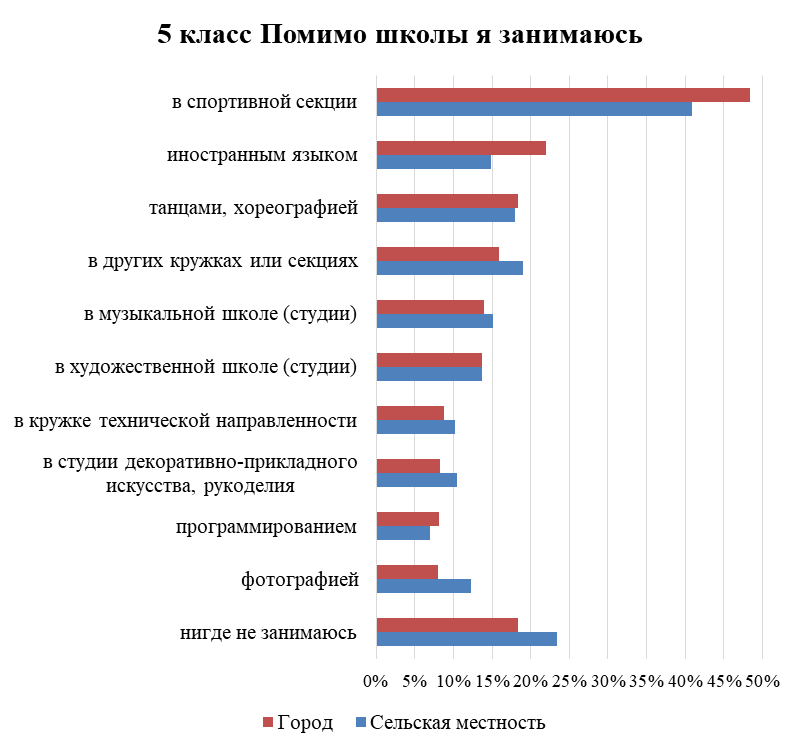 5 класс Помимо школы я занимаюсь
в спортивной секции
иностранным языком
танцами, хореографией
в других кружках или секциях
в музыкальной школе (студии)
в художественной школе (студии)
в кружке технической направленности
в студии декоративно-прикладного
искусства, рукоделия
программированием
фотографией
нигде не занимаюсь
0% 5% 10% 15% 20% 25% 30% 35% 40% 45% 50%
Город Сельская местность